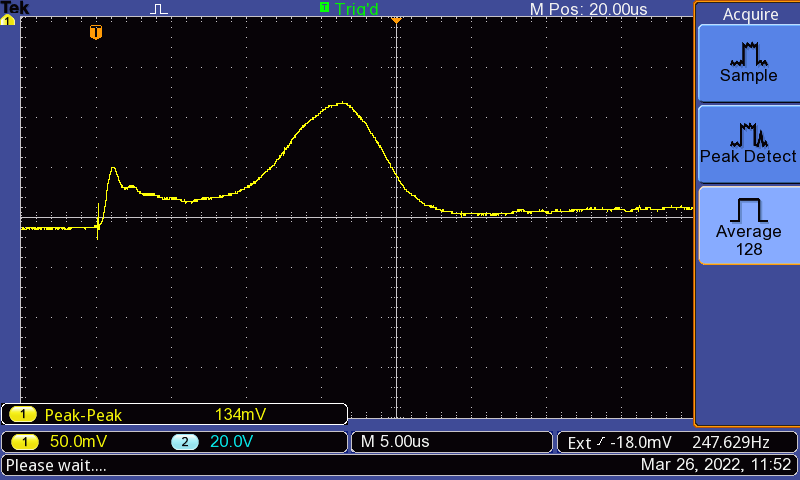 Tek T Trig'd M Pos: 20.00us Acquire
1
T
Sample
Peak Detect
Average
128
1 Peak-Peak 134mV
1 50.0mV 2 20.0V M 5.00us Ext -18.0mV 247.629Hz
Please wait.... Mar 26, 2022, 11:52